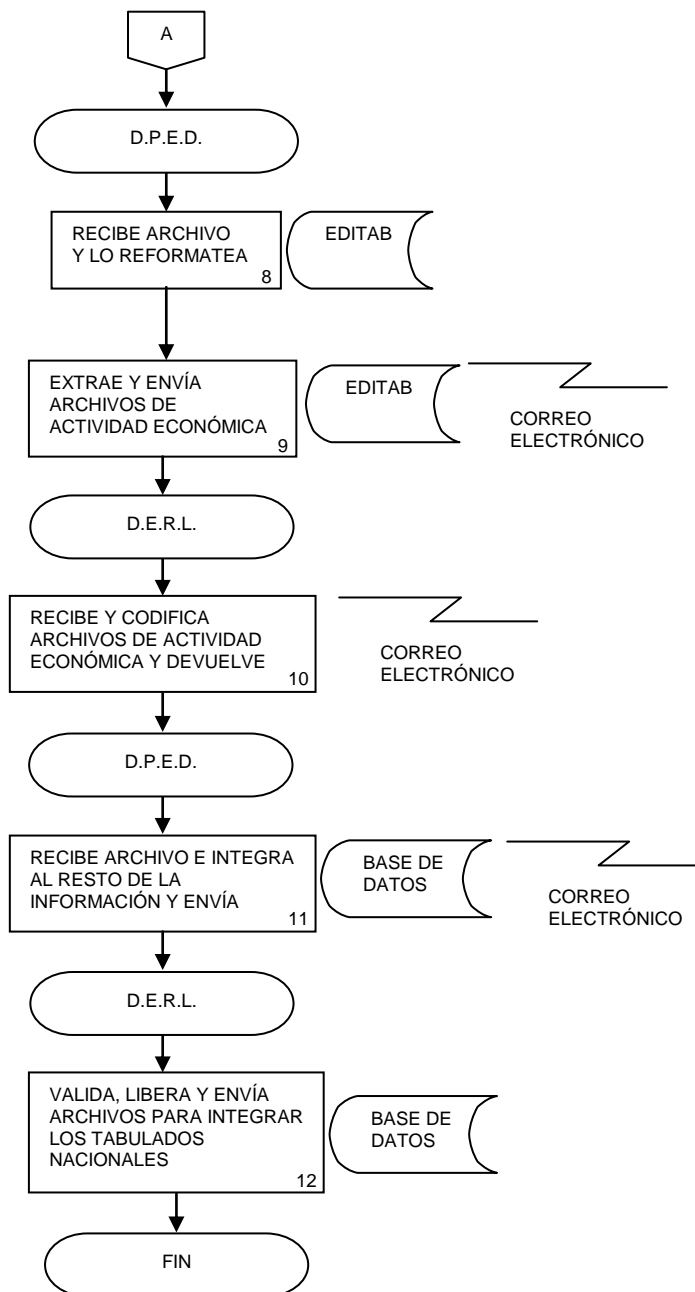 A
D.P.E.D.
RECIBE ARCHIVO
Y LO REFORMATEA
8
EDITAB
EXTRAE Y ENVÍA
ARCHIVOS DE
ACTIVIDAD ECONÓMICA
9
EDITAB
CORREO
ELECTRÓNICO
D.E.R.L.
RECIBE Y CODIFICA
ARCHIVOS DE ACTIVIDAD
ECONÓMICA Y DEVUELVE
10
CORREO
ELECTRÓNICO
D.P.E.D.
RECIBE ARCHIVO E INTEGRA
AL RESTO DE LA
INFORMACIÓN Y ENVÍA
11
BASE DE
DATOS
CORREO
ELECTRÓNICO
D.E.R.L.
VALIDA, LIBERA Y ENVÍA
ARCHIVOS PARA INTEGRAR
LOS TABULADOS
NACIONALES
12
BASE DE
DATOS
FIN